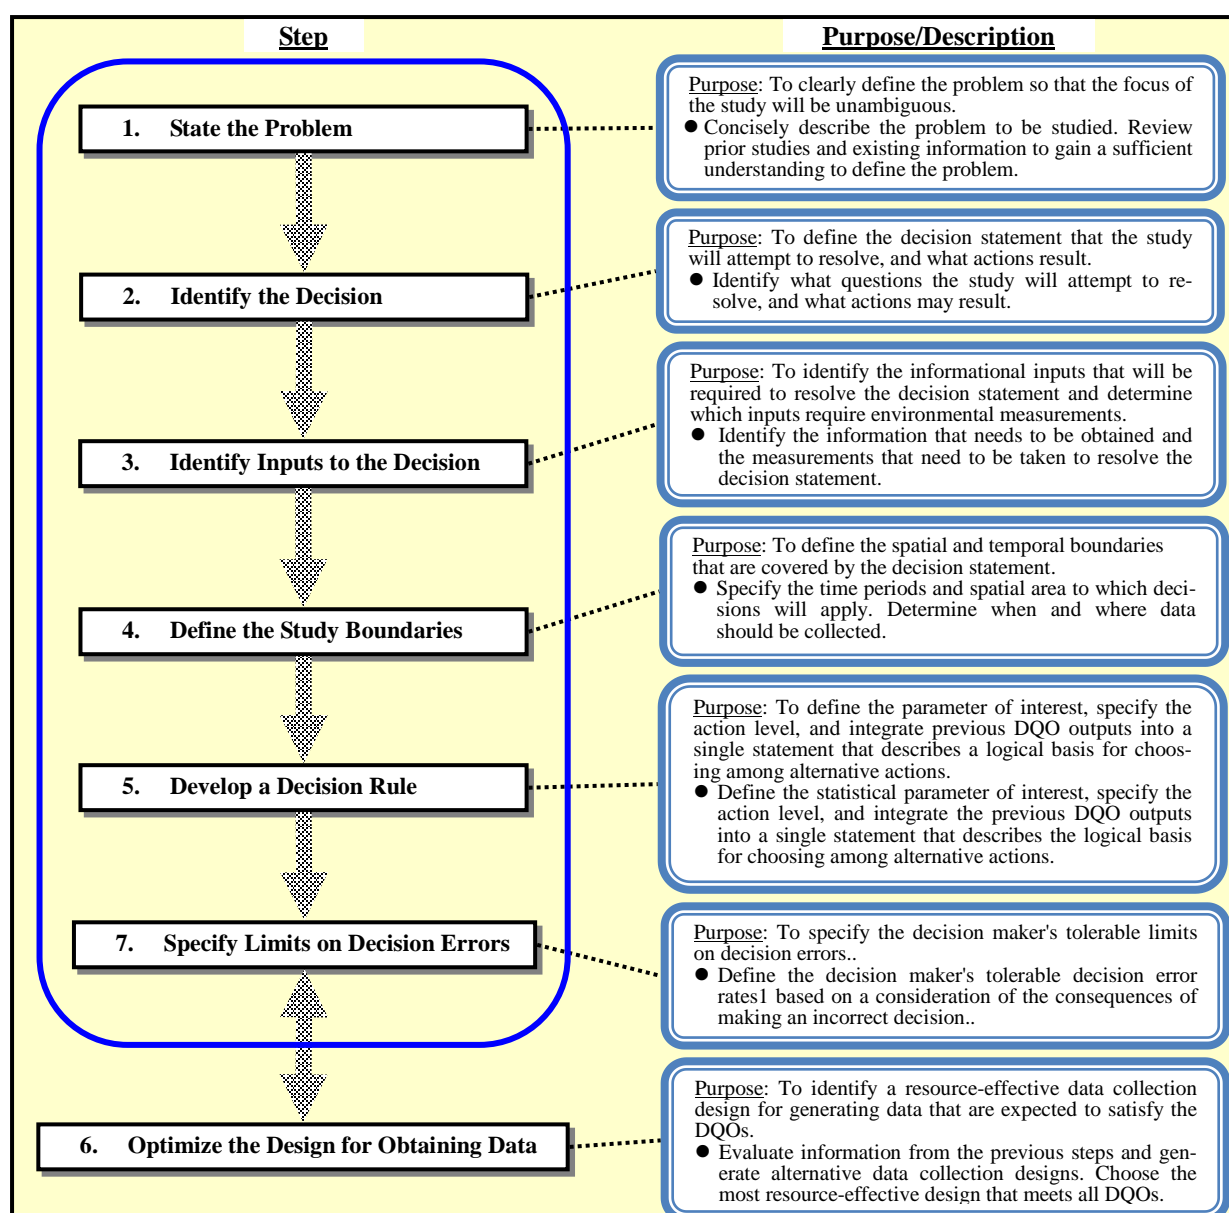 Step
Purpose/Description
1. State the Problem
Purpose: To clearly define the problem so that the focus of
the study will be unambiguous.
● Concisely describe the problem to be studied. Review
prior studies and existing information to gain a sufficient
understanding to define the problem.
2. Identify the Decision
Purpose: To define the decision statement that the study
will attempt to resolve, and what actions result.
● Identify what questions the study will attempt to re-
solve, and what actions may result.
3. Identify Inputs to the Decision
Purpose: To identify the informational inputs that will be
required to resolve the decision statement and determine
which inputs require environmental measurements.
● Identify the information that needs to be obtained and
the measurements that need to be taken to resolve the
decision statement.
4. Define the Study Boundaries
Purpose: To define the spatial and temporal boundaries
that are covered by the decision statement.
● Specify the time periods and spatial area to which deci-
sions will apply. Determine when and where data
should be collected.
5. Develop a Decision Rule
Purpose: To define the parameter of interest, specify the
action level, and integrate previous DQO outputs into a
single statement that describes a logical basis for choos-
ing among alternative actions.
● Define the statistical parameter of interest, specify the
action level, and integrate the previous DQO outputs
into a single statement that describes the logical basis
for choosing among alternative actions.
7. Specify Limits on Decision Errors
Purpose: To specify the decision maker's tolerable limits
on decision errors..
● Define the decision maker's tolerable decision error
rates1 based on a consideration of the consequences of
making an incorrect decision..
6. Optimize the Design for Obtaining Data
Purpose: To identify a resource-effective data collection
design for generating data that are expected to satisfy the
DQOs.
● Evaluate information from the previous steps and gen-
erate alternative data collection designs. Choose the
most resource-effective design that meets all DQOs.